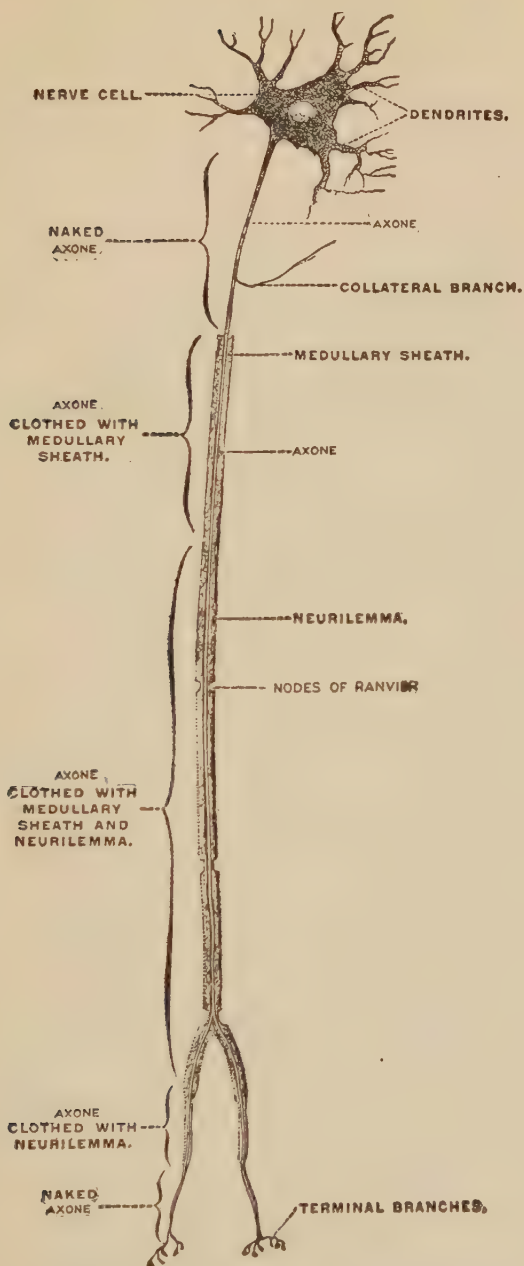 NERVE CELL.
DENDRITES.
NAKED
AXONE.
AXONE
COLLATERAL BRANCH.
MEDULLARY SHEATH.
AXONE.
CLOTHED WITH
MEDULLARY
SHEATH.
AXONE
NEURILEMMA.
NODES OF RANVIER
AXONE
CLOTHED WITH
MEDULLARY
SHEATH AND
NEURILEMMA.
AXONE
CLOTHED WITH
NEURILEMMA.
NAKED
AXONE
TERMINAL BRANCHES.